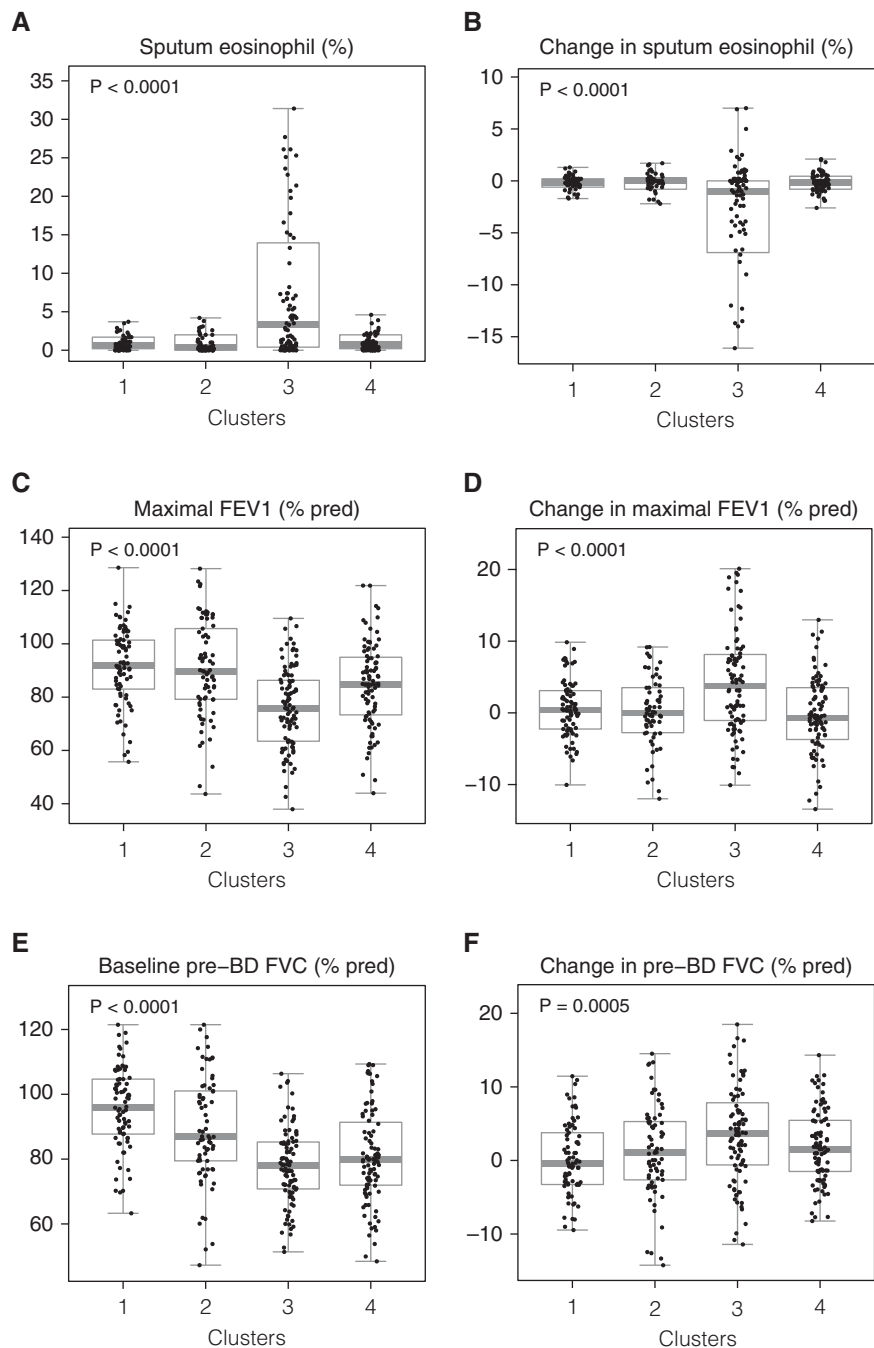 A
Sputum eosinophil (%)
P < 0.0001
35
30
25
20
15
10
5
0
1 2 3 4
Clusters
B
Change in sputum eosinophil (%)
P < 0.0001
10
5
0
−5
−10
−15
1 2 3 4
Clusters
C
Maximal FEV1 (% pred)
P < 0.0001
140
120
100
80
60
40
1 2 3 4
Clusters
D
Change in maximal FEV1 (% pred)
P < 0.0001
20
10
0
−10
1 2 3 4
Clusters
E
Baseline pre−BD FVC (% pred)
P < 0.0001
120
100
80
60
1 2 3 4
Clusters
F
Change in pre−BD FVC (% pred)
P = 0.0005
20
10
0
−10
1 2 3 4
Clusters